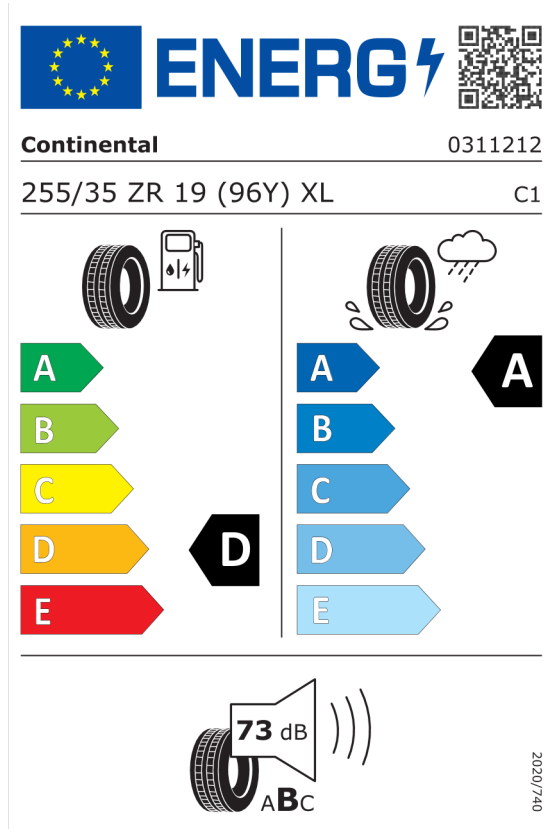 ENERG
Continental 0311212
255/35 ZR 19 (96Y) XL C1
A A A
B B
C C
D D D
E E
73 dB
ABC
2020/740